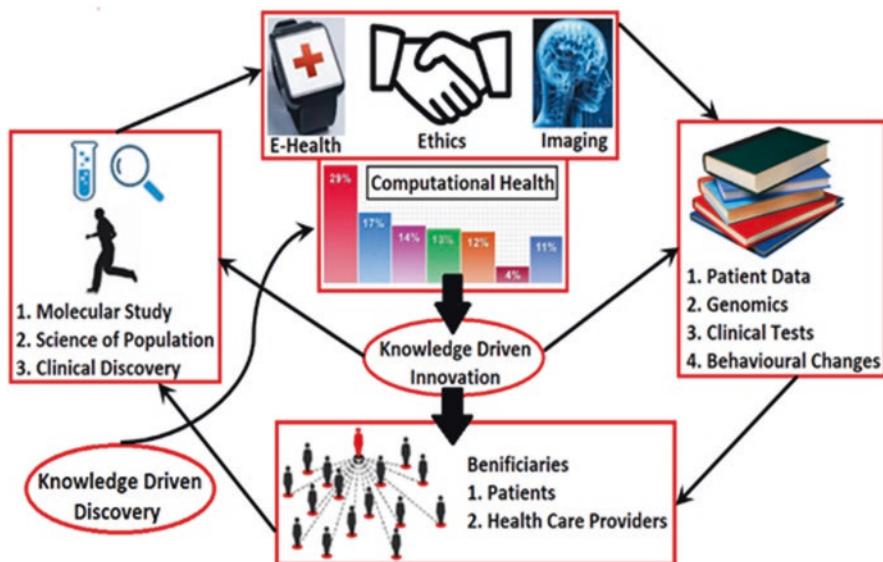 E-Health
Ethics
Imaging
Computational Health
29%
17%
14%
13%
12%
4%
11%
1. Molecular Study
2. Science of Population
3. Clinical Discovery
1. Patient Data
2. Genomics
3. Clinical Tests
4. Behavioural Changes
Knowledge Driven
Innovation
Knowledge Driven
Discovery
Benificiaries
1. Patients
2. Health Care Providers